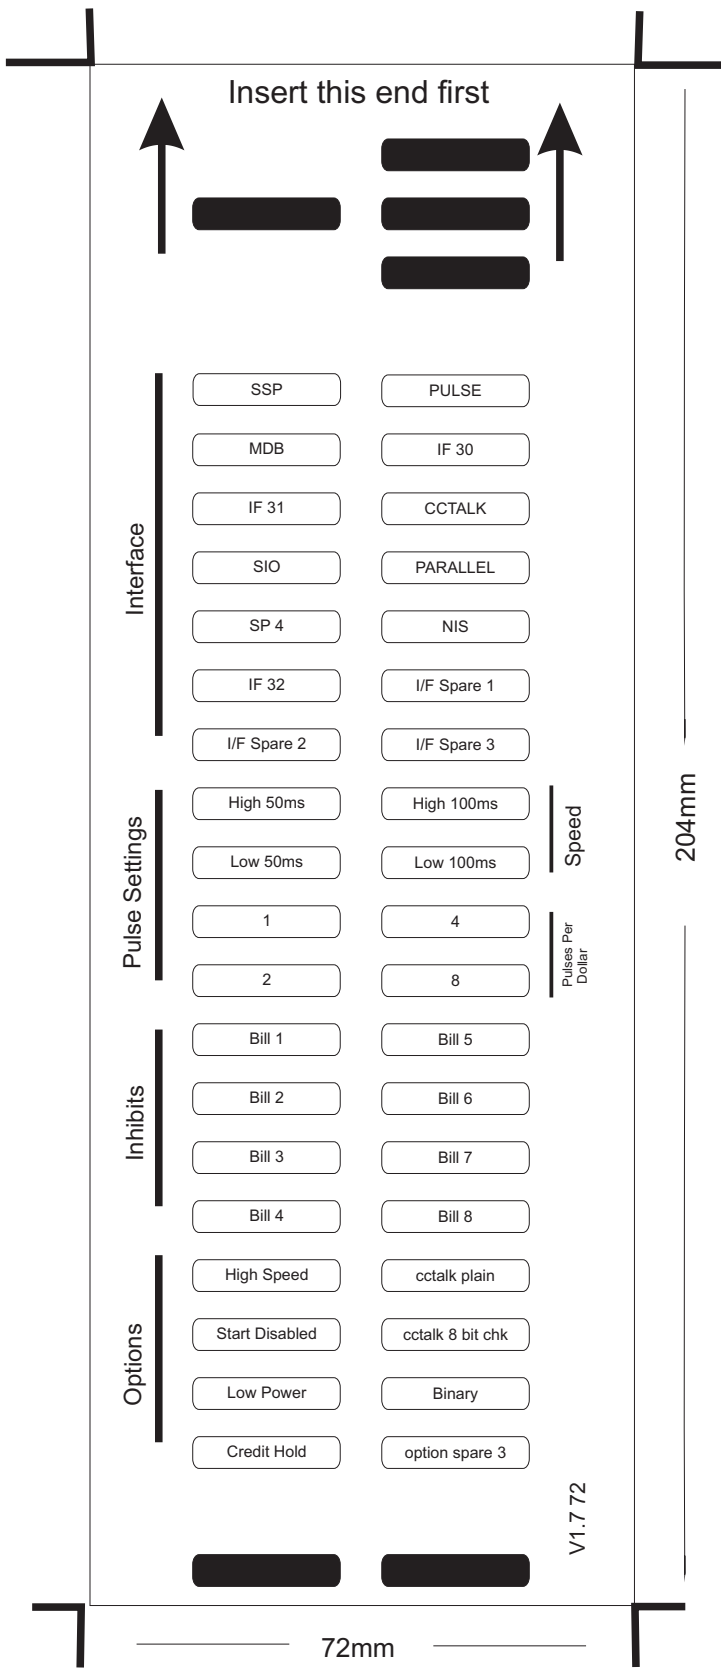 Insert this end first
Interface
SSP PULSE
MDB IF 30
IF 31 CCTALK
SIO PARALLEL
SP 4 NIS
IF 32 I/F Spare 1
I/F Spare 2 I/F Spare 3
Pulse Settings
High 50ms High 100ms
Low 50ms Low 100ms
Speed
1 4
2 8
Pulses Per
Dollar
Inhibits
Bill 1 Bill 5
Bill 2 Bill 6
Bill 3 Bill 7
Bill 4 Bill 8
Options
High Speed cctalk plain
Start Disabled cctalk 8 bit chk
Low Power Binary
Credit Hold option spare 3
V1.7 72
204mm
72mm